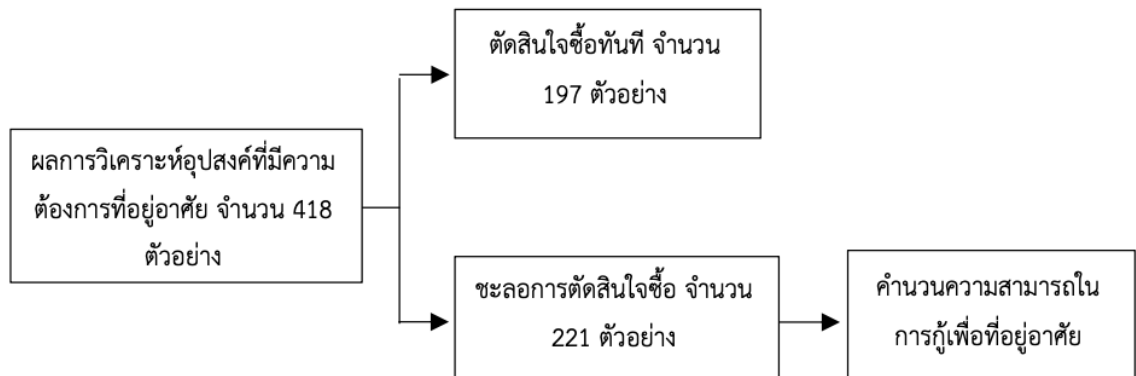 ตัดสินใจซื้อทันที จำนวน
197 ตัวอย่าง
ผลการวิเคราะห์อุปสงค์ที่มีความ
ต้องการที่อยู่อาศัย จำนวน 418
ตัวอย่าง
ชะลอการตัดสินใจซื้อ จำนวน
221 ตัวอย่าง
คำนวนความสามารถใน
การกู้เพื่อที่อยู่อาศัย